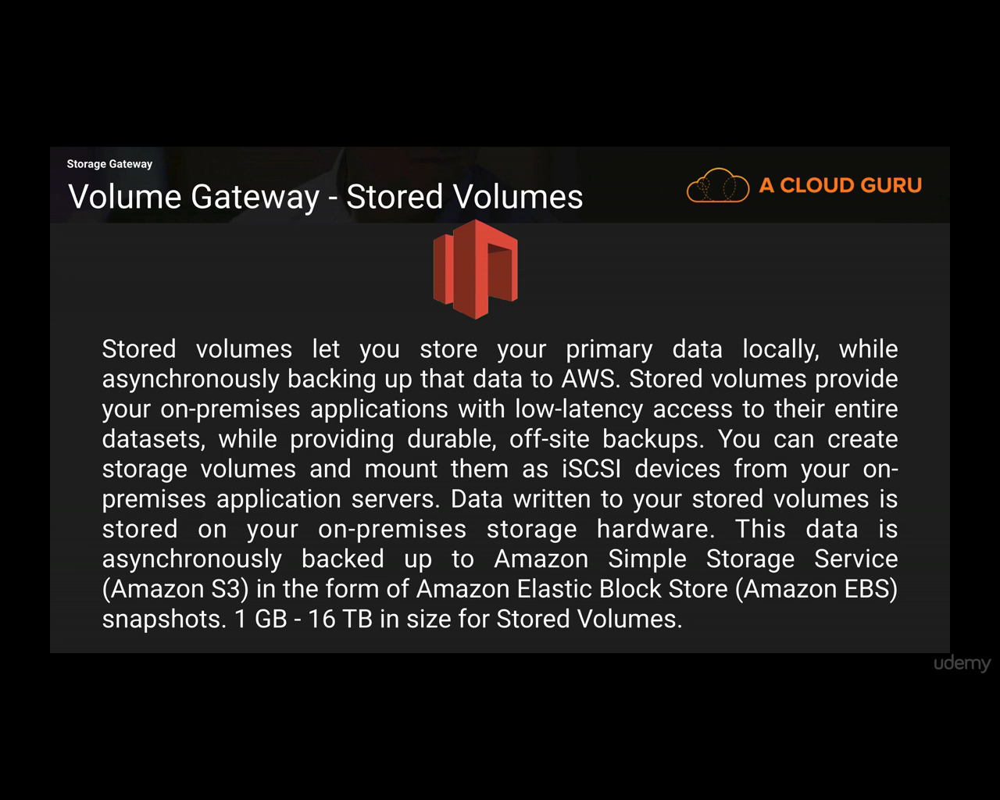 Storage Gateway
Volume Gateway - Stored Volumes
A CLOUD GURU
Stored volumes let you store your primary data locally, while
asynchronously backing up that data to AWS. Stored volumes provide
your on-premises applications with low-latency access to their entire
datasets, while providing durable, off-site backups. You can create
storage volumes and mount them as iSCSI devices from your on-
premises application servers. Data written to your stored volumes is
stored on your on-premises storage hardware. This data is
asynchronously backed up to Amazon Simple Storage Service
(Amazon S3) in the form of Amazon Elastic Block Store (Amazon EBS)
snapshots. 1 GB - 16 TB in size for Stored Volumes.
udemy